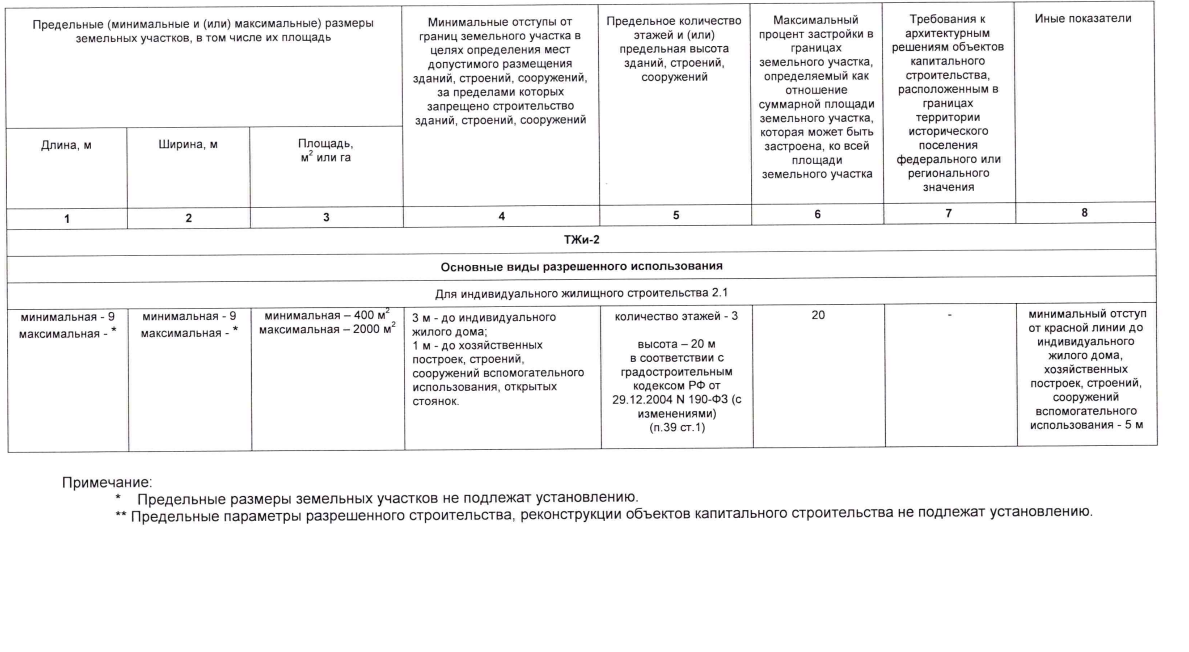 Предельные (минимальные и (или) максимальные) размеры
земельных участков, в том числе их площадь
Минимальные отступы от
границ земельного участка в
целях определения мест
допустимого размещения
зданий, строений, сооружений,
за пределами которых
запрещено строительство
зданий, строений, сооружений
Предельное количество
этажей и (или)
предельная высота
зданий, строений,
сооружений
Максимальный
процент застройки в
границах
земельного участка,
определяемый как
отношение
суммарной площади
земельного участка,
которая может быть
застроена, ко всей
площади
земельного участка
Требования к
архитектурным
решениям объектов
капитального
строительства,
расположенным в
границах
территории
исторического
поселения
федерального или
регионального
значения
Иные показатели
Длина, м
Ширина, м
Площадь,
м² или га
1 2 3 4 5 6 7 8
ТЖи-2
Основные виды разрешенного использования
Для индивидуального жилищного строительства 2.1
минимальная - 9
максимальная - *
минимальная - 9
максимальная - *
минимальная – 400 м²
максимальная – 2000 м²
3 м - до индивидуального
жилого дома;
1 м - до хозяйственных
построек, строений,
сооружений вспомогательного
использования, открытых
стоянок.
количество этажей - 3
высота – 20 м
в соответствии с
градостроительным
кодексом РФ от
29.12.2004 N 190-ФЗ (с
изменениями)
(п.39 ст.1)
20
-
минимальный отступ
от красной линии до
индивидуального
жилого дома,
хозяйственных
построек, строений,
сооружений
вспомогательного
использования - 5 м
Примечание:
* Предельные размеры земельных участков не подлежат установлению.
** Предельные параметры разрешенного строительства, реконструкции объектов капитального строительства не подлежат установлению.